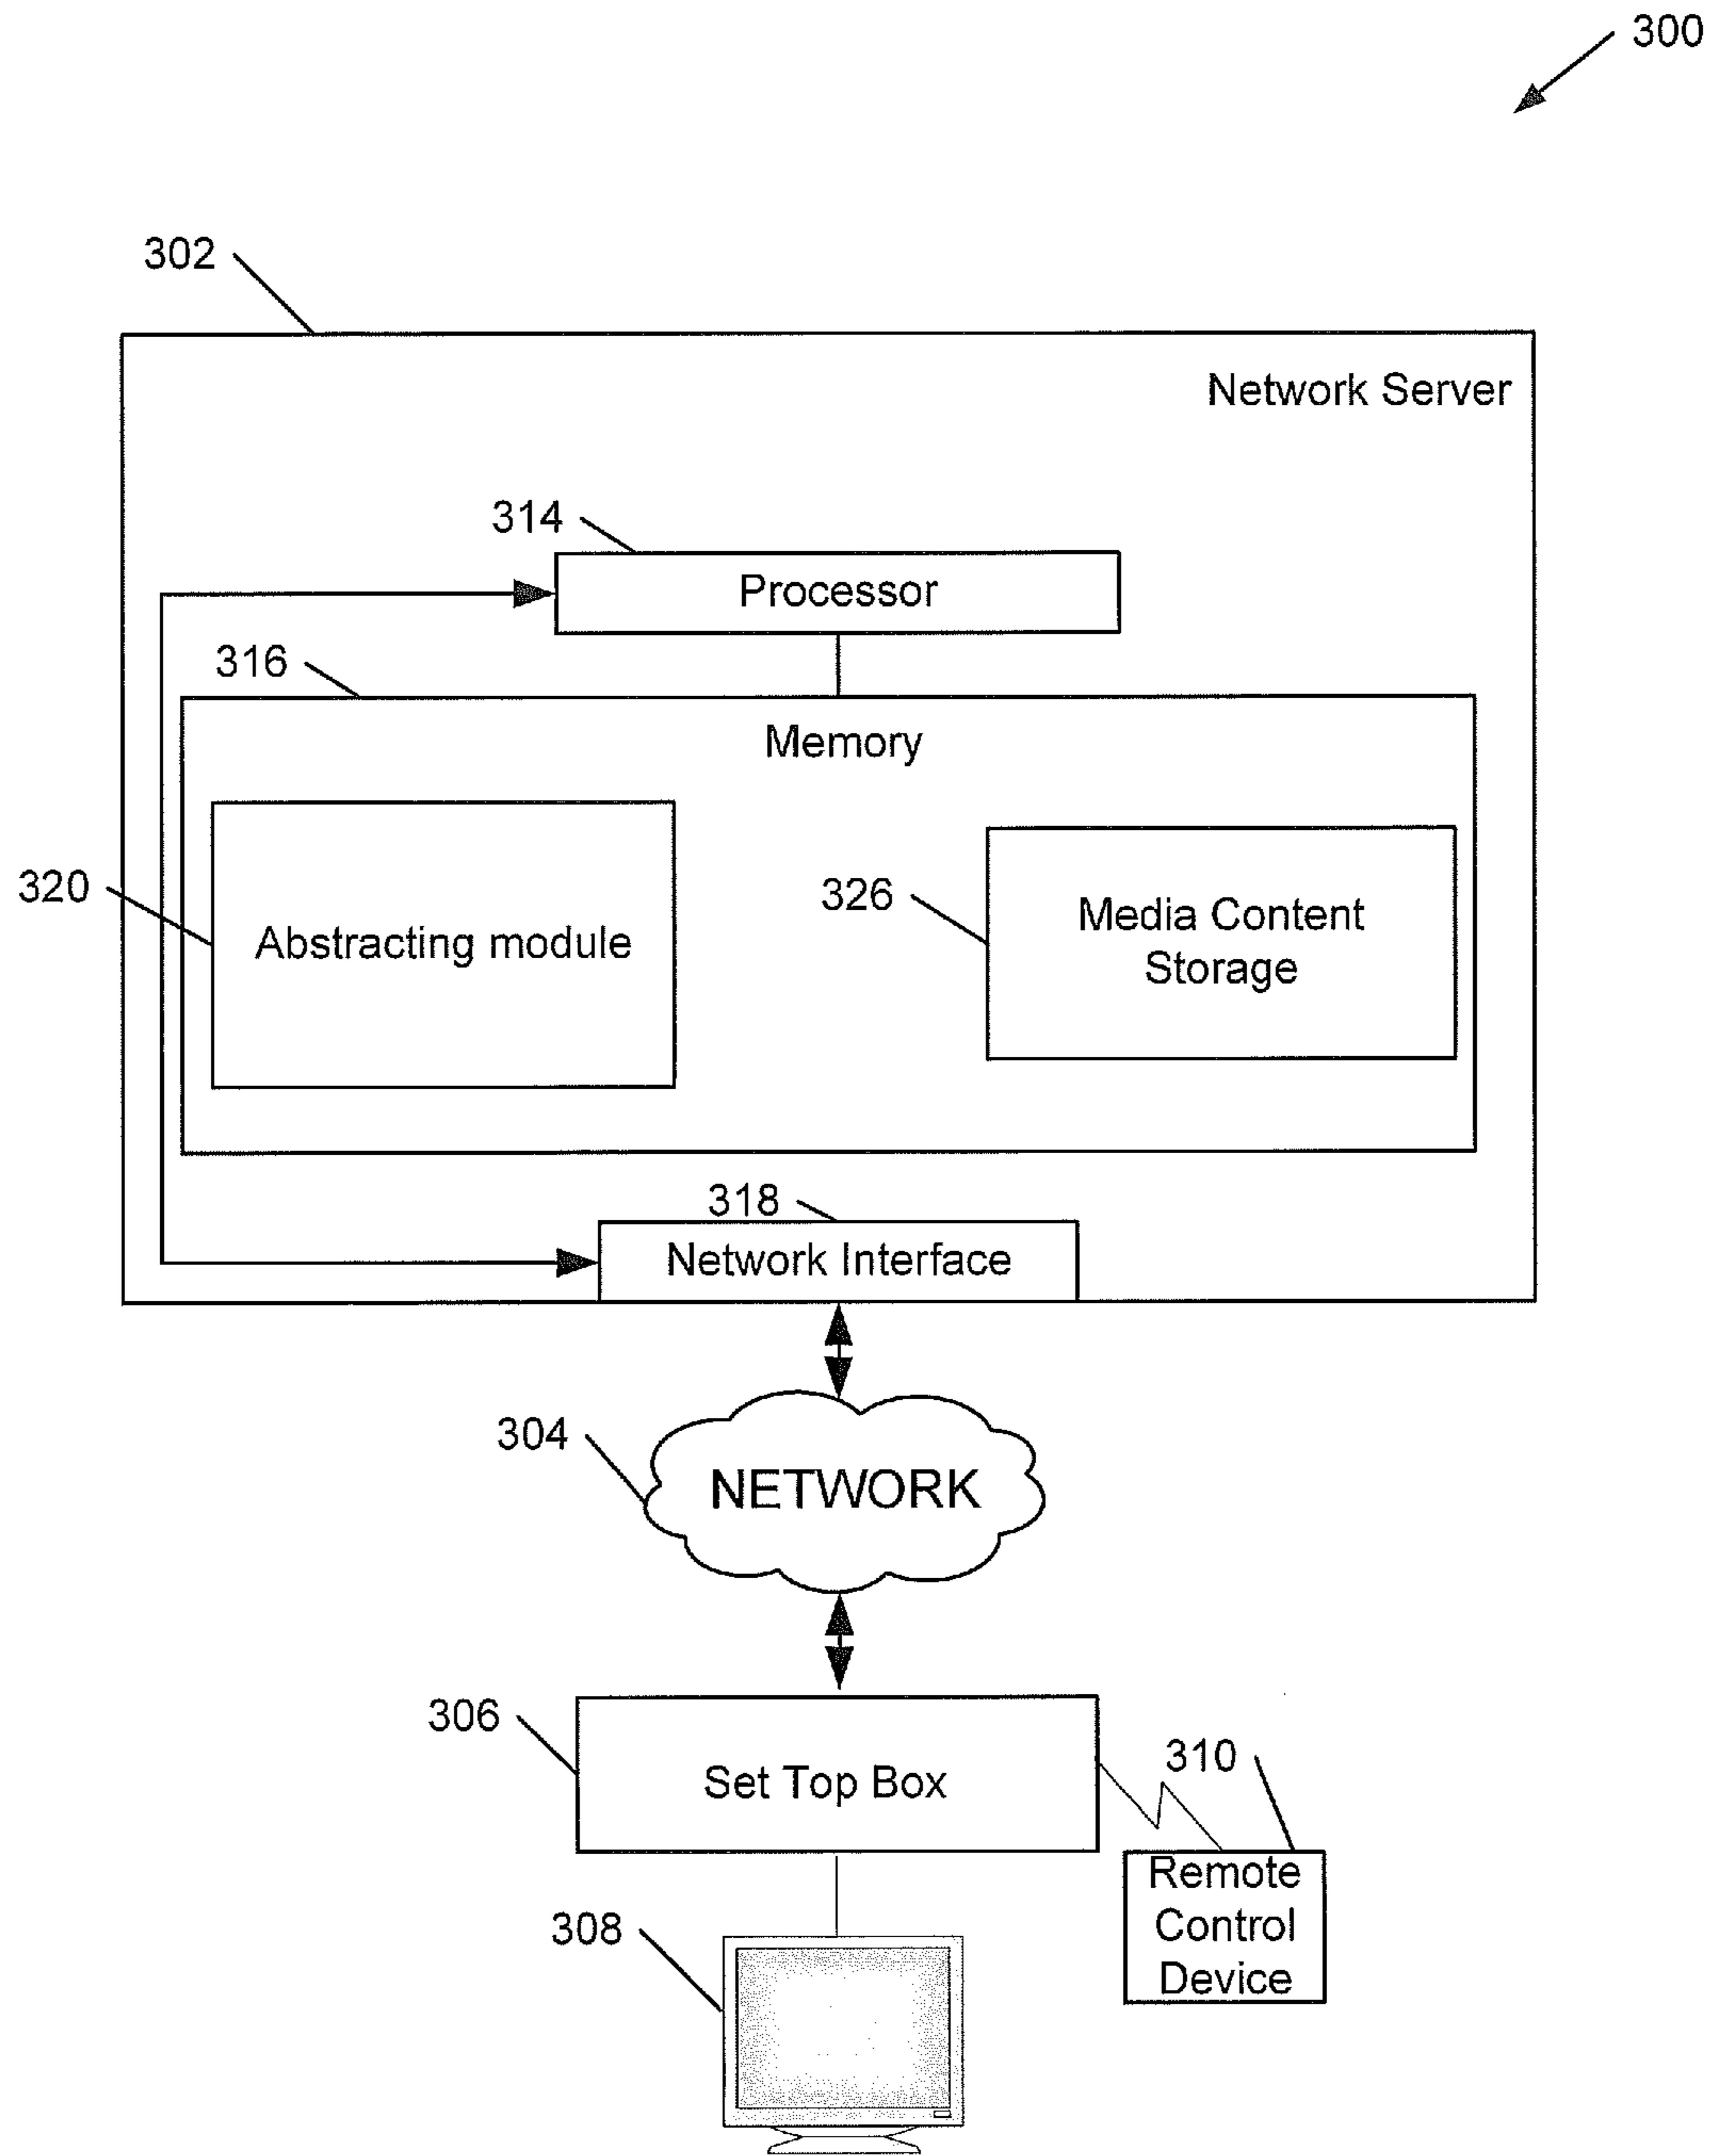 300
302
Network Server
314
Processor
316
Memory
320
Abstracting module
326
Media Content
Storage
318
Network Interface
304
NETWORK
306
Set Top Box
310
Remote
Control
Device
308